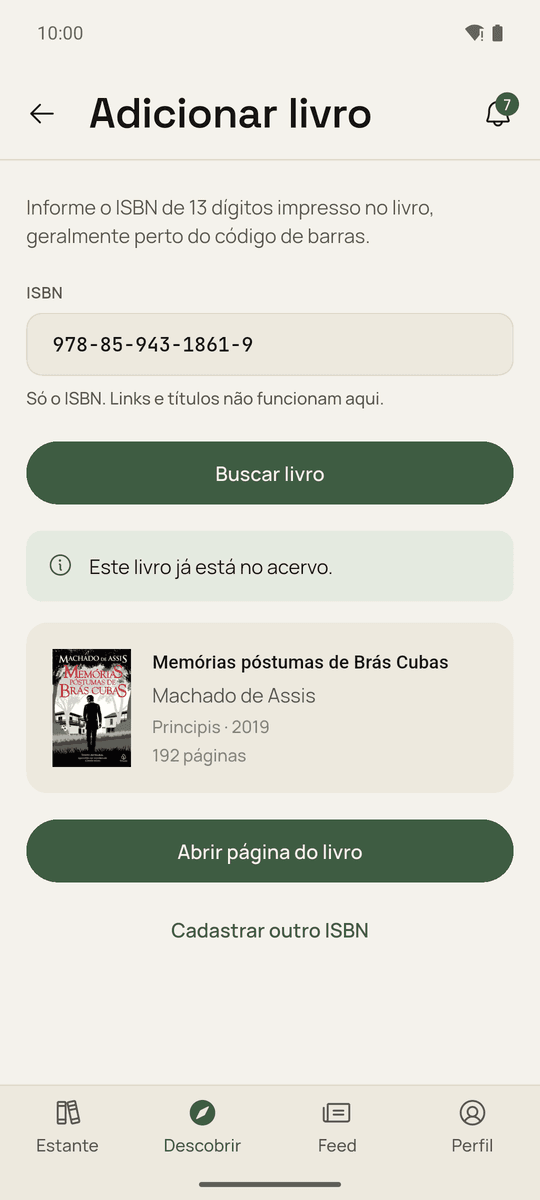 10:00
Adicionar livro
7
Informe o ISBN de 13 dígitos impresso no livro,
geralmente perto do código de barras.
ISBN
978-85-943-1861-9
Só o ISBN. Links e títulos não funcionam aqui.
Buscar livro
Este livro já está no acervo.
MACHADO DE ASSIS
MEMÓRIAS
PÓSTUMAS DE
BRÁS CUBAS
Memórias póstumas de Brás Cubas
Machado de Assis
Principis · 2019
192 páginas
Abrir página do livro
Cadastrar outro ISBN
Estante
Descobrir
Feed
Perfil